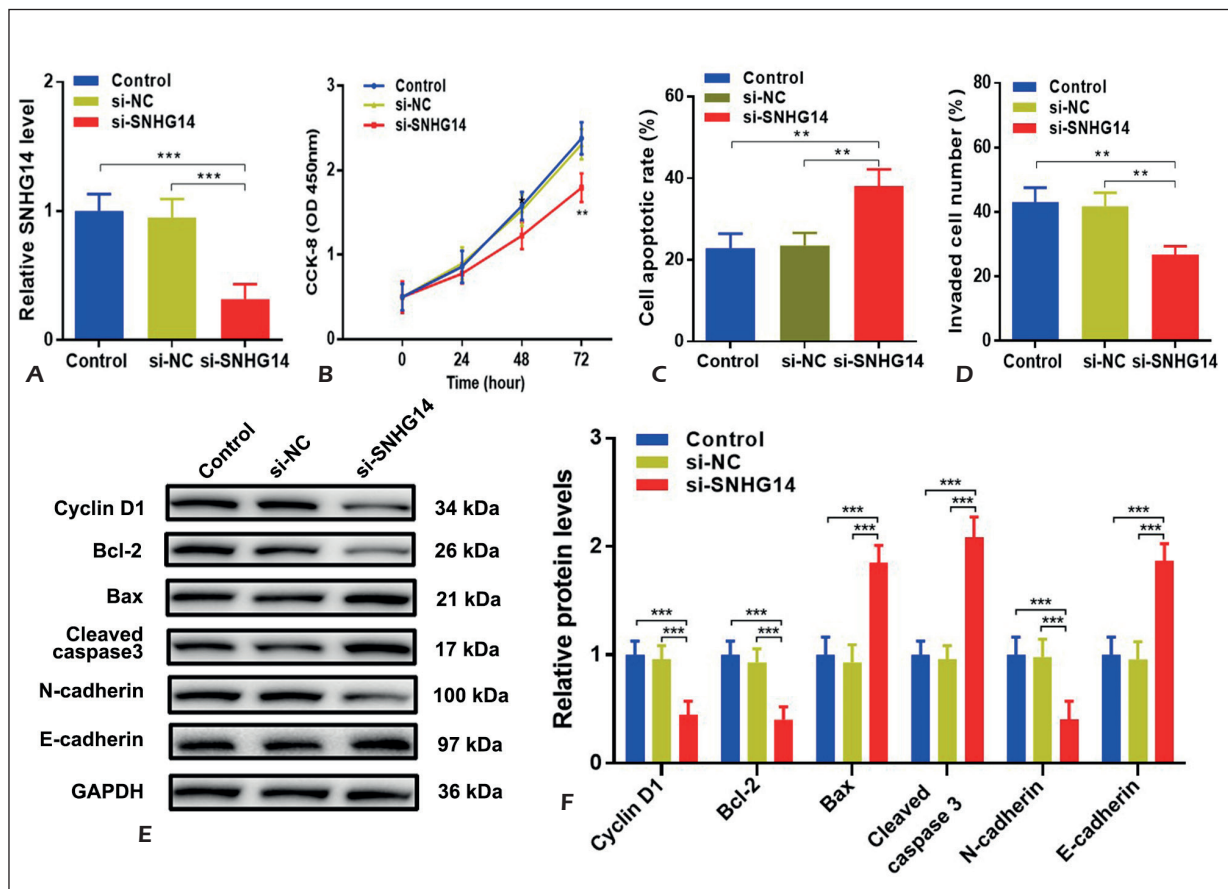 Control
si-NC
si-SNHG14
Relative SNHG14 level
2
1
0
***
***
Control si-NC si-SNHG14
A
Control
si-NC
si-SNHG14
CCK-8 (OD 450nm)
3
2
1
0
*
**
0 24 48 72
Time (hour)
B
Control
si-NC
si-SNHG14
Cell apoptotic rate (%)
60
40
20
0
**
**
Control si-NC si-SNHG14
C
Control
si-NC
si-SNHG14
Invaded cell number (%)
80
60
40
20
0
**
**
Control si-NC si-SNHG14
D
Control si-NC si-SNHG14
Cyclin D1 34 kDa
Bcl-2 26 kDa
Bax 21 kDa
Cleaved
caspase3 17 kDa
N-cadherin 100 kDa
E-cadherin 97 kDa
GAPDH 36 kDa
E
Control
si-NC
si-SNHG14
Relative protein levels
3
2
1
0
***
***
***
***
***
***
***
***
***
***
***
***
Cyclin D1
Bcl-2
Bax
Cleaved
caspase 3
N-cadherin
E-cadherin
F